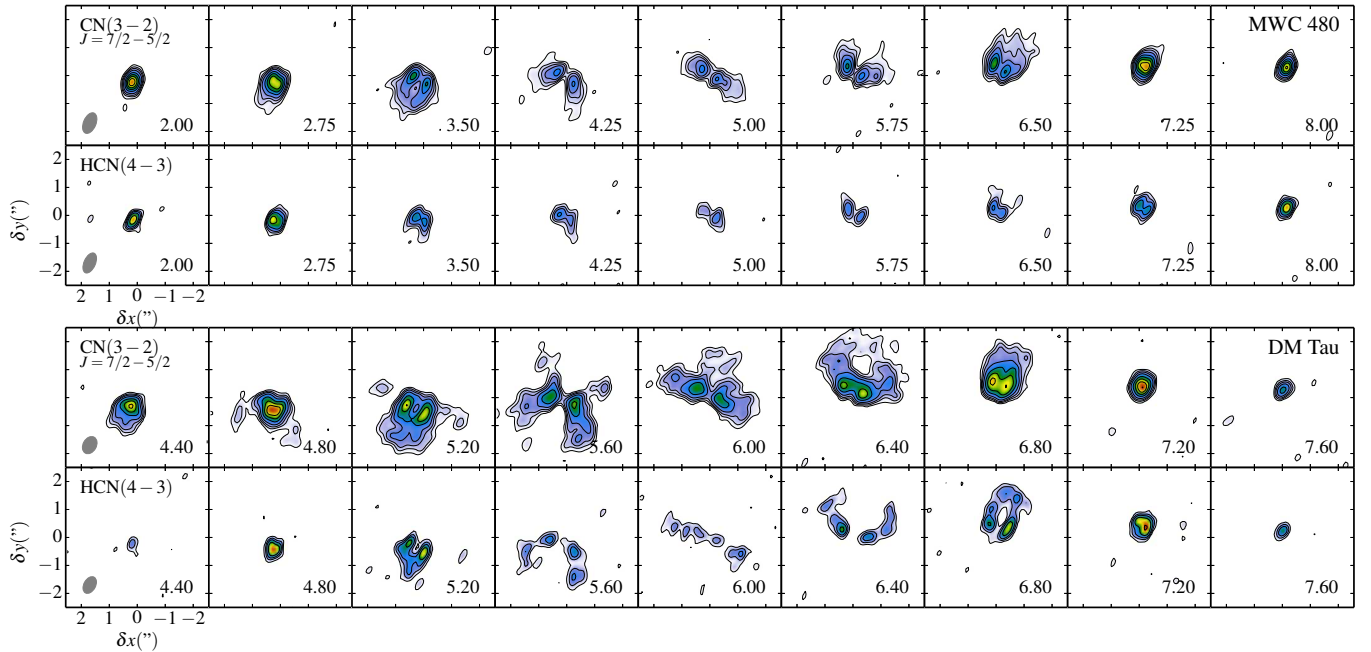 CN(3−2)
J=7/2−5/2
MWC 480
2.00 2.75 3.50 4.25 5.00 5.75 6.50 7.25 8.00
HCN(4−3)
2
1
0
−1
−2
δy(")
2.00 2.75 3.50 4.25 5.00 5.75 6.50 7.25 8.00
2 1 0 −1 −2
δx(")
CN(3−2)
J=7/2−5/2
DM Tau
4.40 4.80 5.20 5.60 6.00 6.40 6.80 7.20 7.60
HCN(4−3)
2
1
0
−1
−2
δy(")
4.40 4.80 5.20 5.60 6.00 6.40 6.80 7.20 7.60
2 1 0 −1 −2
δx(")